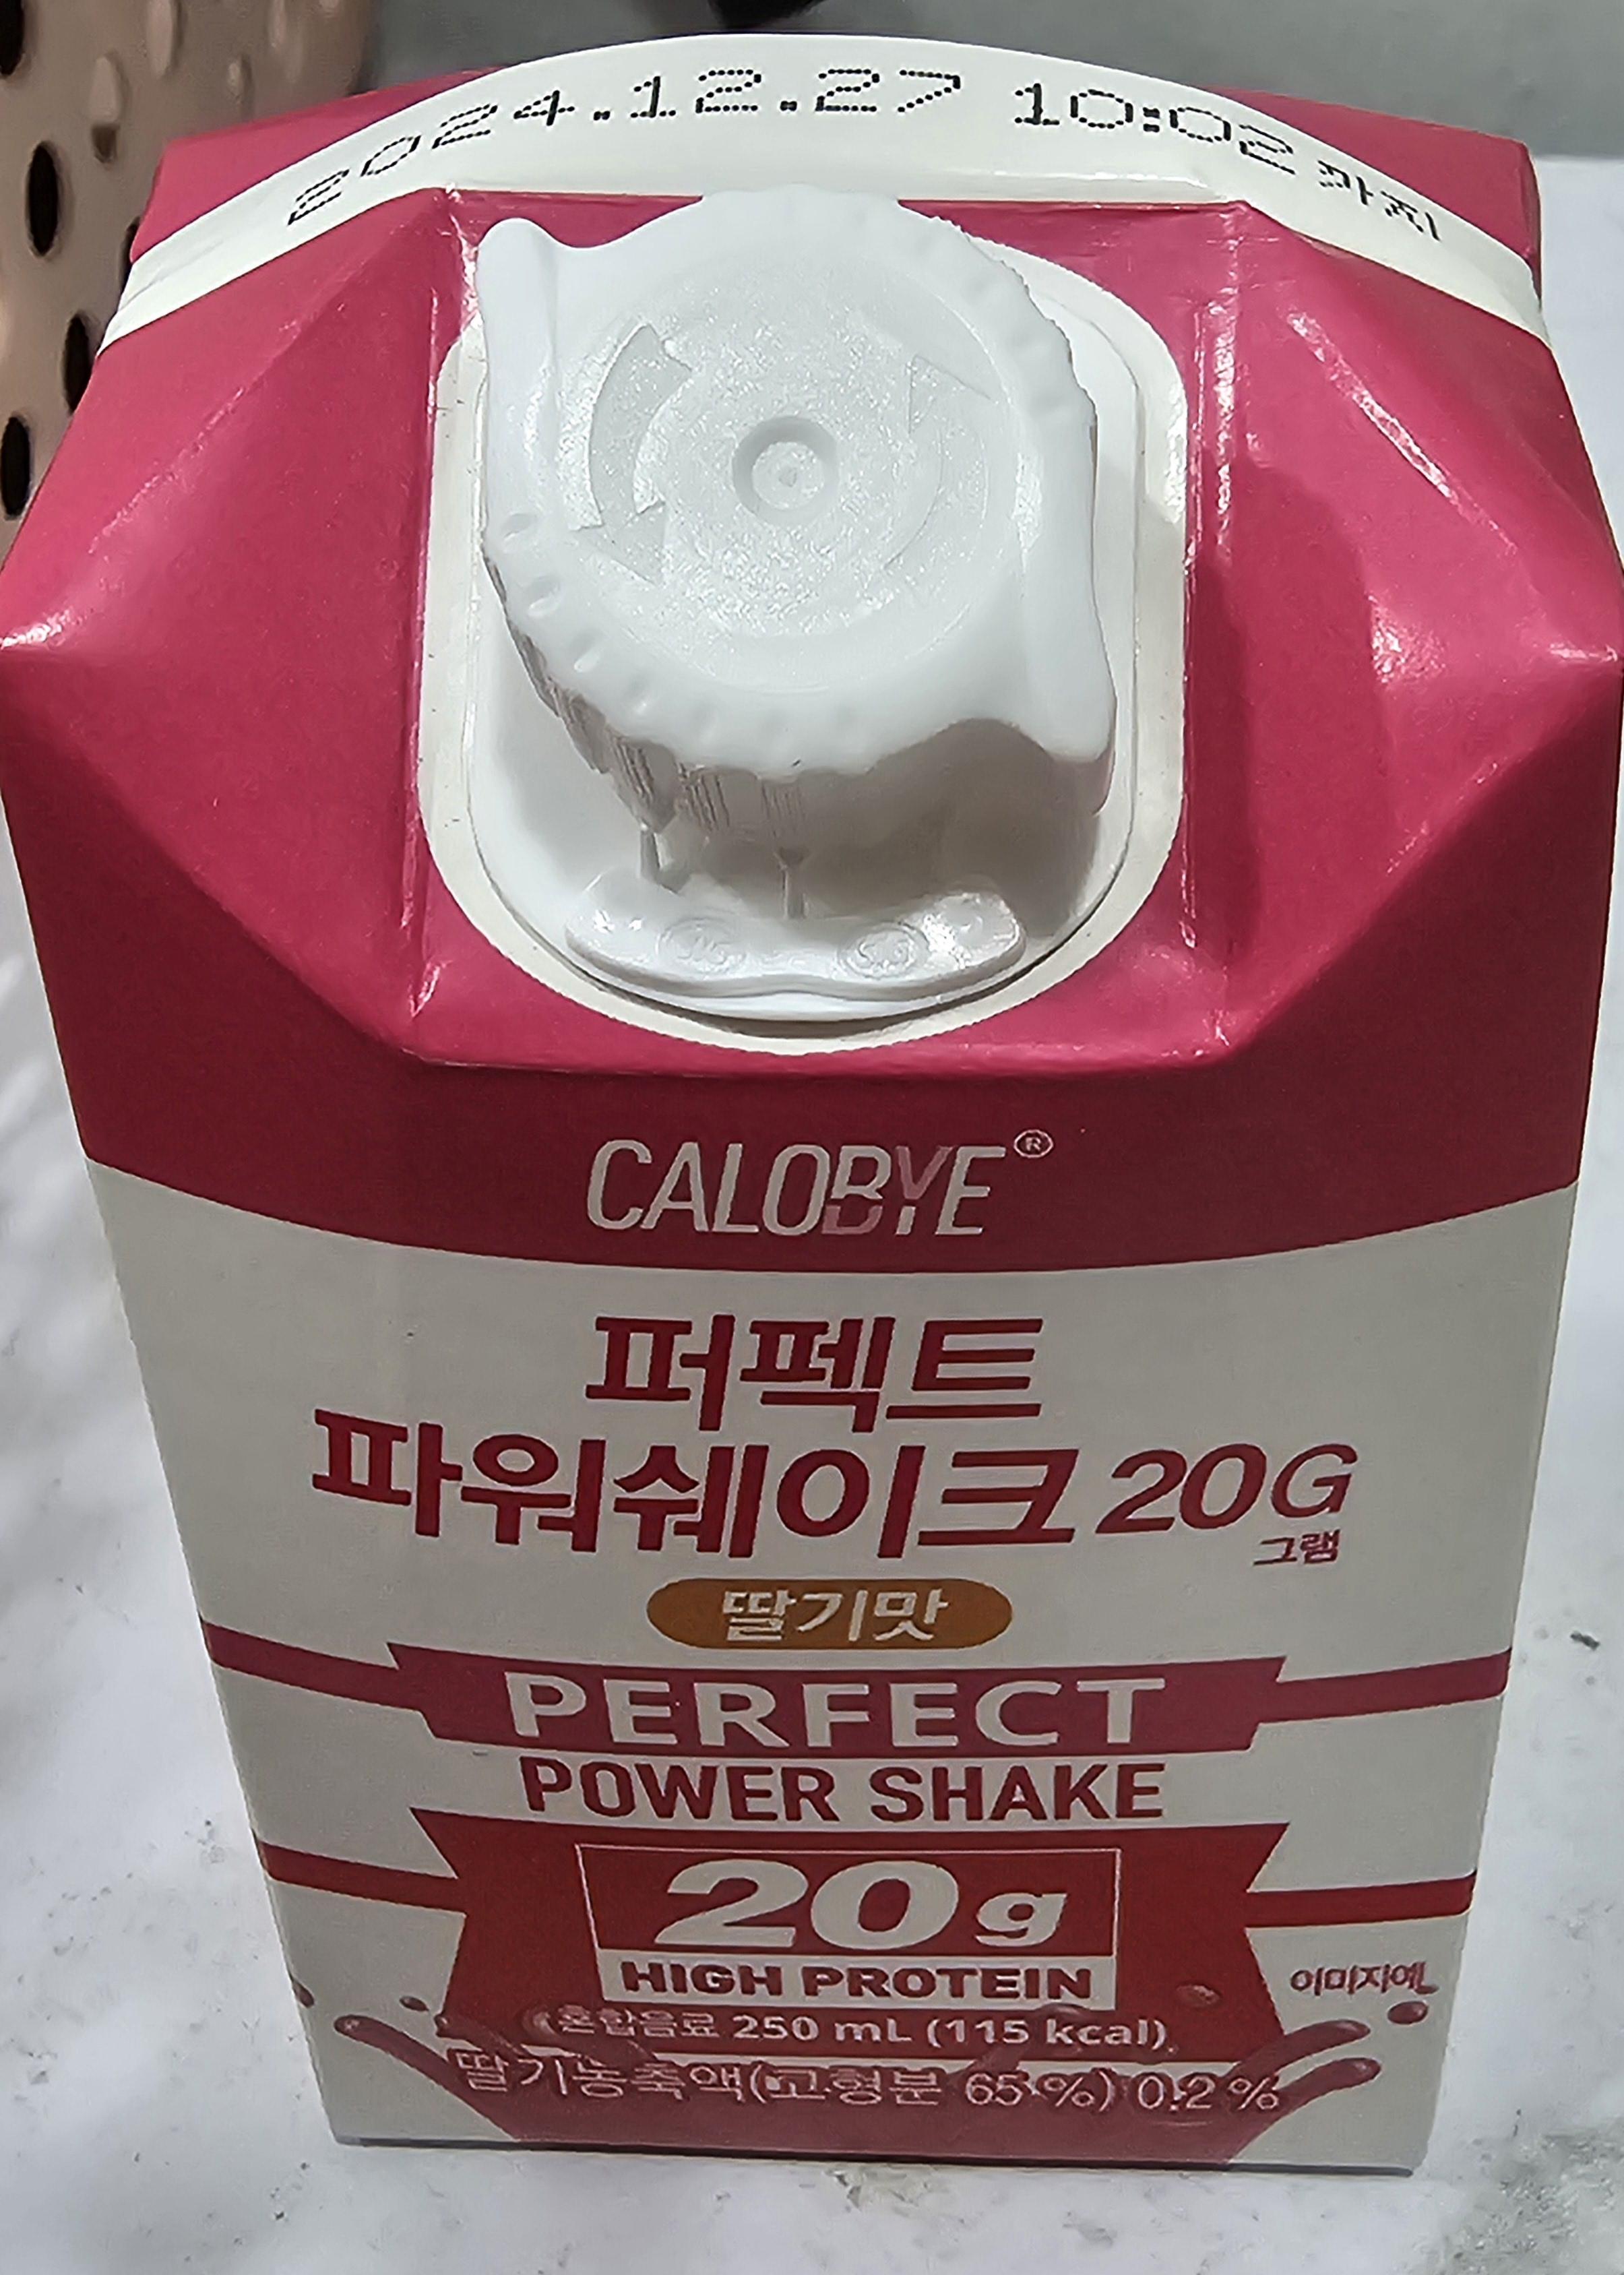 2024.12.27 10:02 까지
CALOBYE®
퍼펙트
파워쉐이크 20G
그램
딸기맛
PERFECT
POWER SHAKE
20g
HIGH PROTEIN
이미지예
혼합음료 250 mL (115 kcal)
딸기농축액(고형분 65 %) 0.2 %